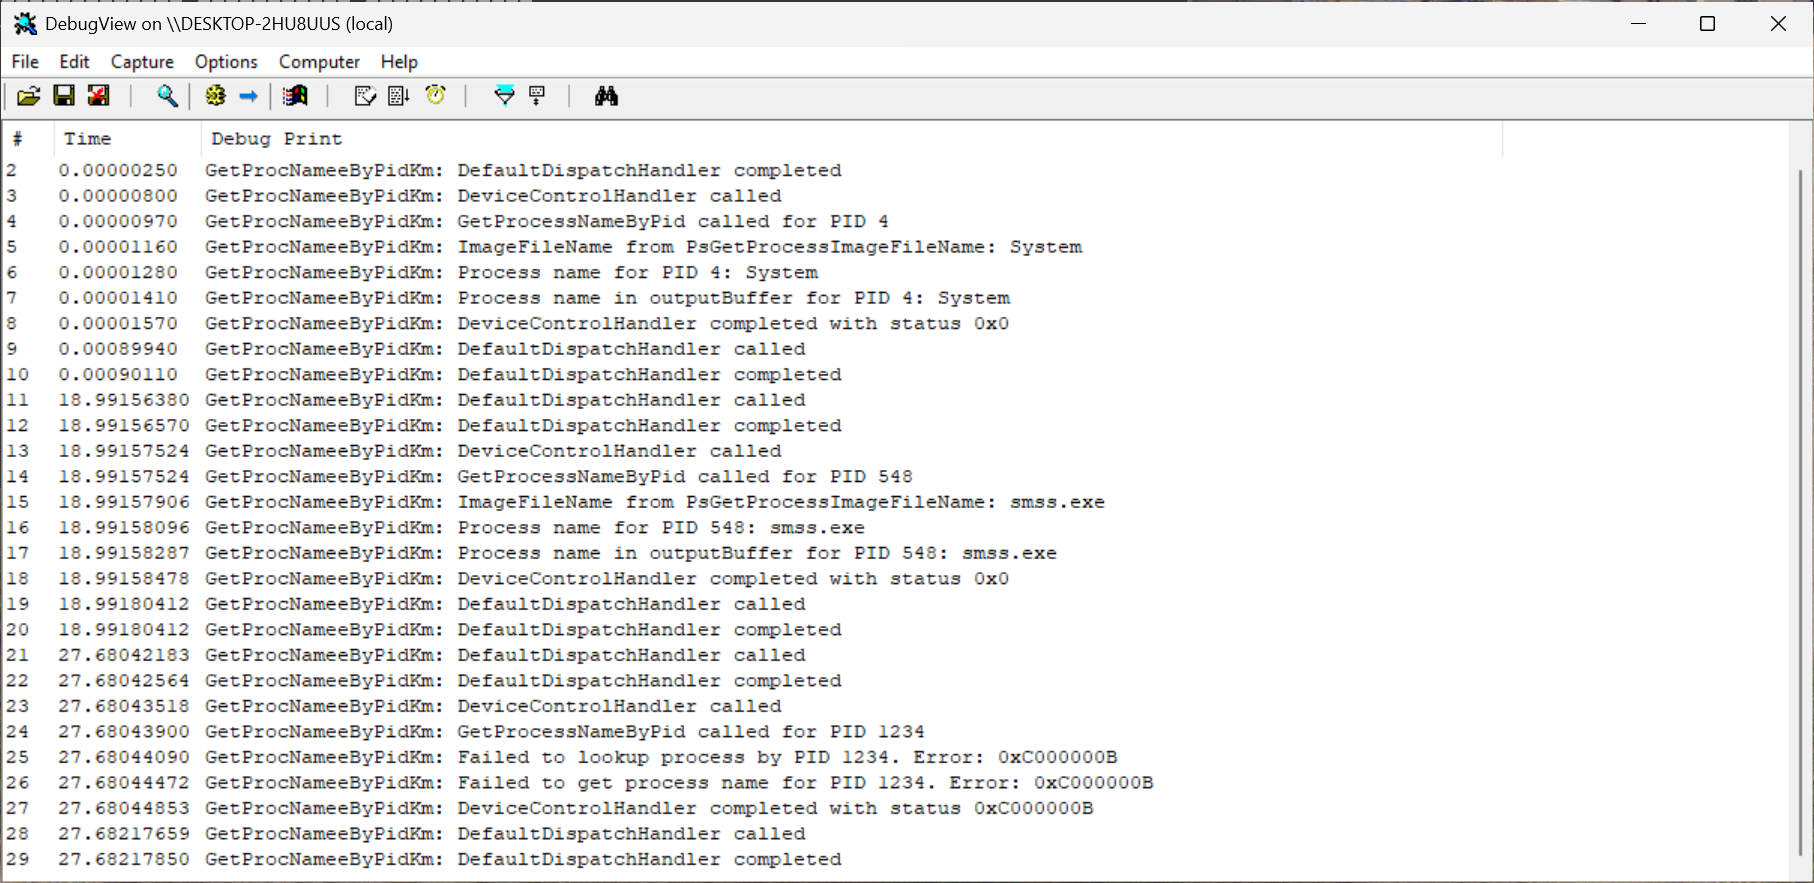 DebugView on \\DESKTOP-2HU8UUS (local)
File Edit Capture Options Computer Help
# Time Debug Print
2 0.00000250 GetProcNameeByPidKm: DefaultDispatchHandler completed
3 0.00000800 GetProcNameeByPidKm: DeviceControlHandler called
4 0.00000970 GetProcNameeByPidKm: GetProcessNameByPid called for PID 4
5 0.00001160 GetProcNameeByPidKm: ImageFileName from PsGetProcessImageFileName: System
6 0.00001280 GetProcNameeByPidKm: Process name for PID 4: System
7 0.00001410 GetProcNameeByPidKm: Process name in outputBuffer for PID 4: System
8 0.00001570 GetProcNameeByPidKm: DeviceControlHandler completed with status 0x0
9 0.00089940 GetProcNameeByPidKm: DefaultDispatchHandler called
10 0.00090110 GetProcNameeByPidKm: DefaultDispatchHandler completed
11 18.99156380 GetProcNameeByPidKm: DefaultDispatchHandler called
12 18.99156570 GetProcNameeByPidKm: DefaultDispatchHandler completed
13 18.99157524 GetProcNameeByPidKm: DeviceControlHandler called
14 18.99157524 GetProcNameeByPidKm: GetProcessNameByPid called for PID 548
15 18.99157906 GetProcNameeByPidKm: ImageFileName from PsGetProcessImageFileName: smss.exe
16 18.99158096 GetProcNameeByPidKm: Process name for PID 548: smss.exe
17 18.99158287 GetProcNameeByPidKm: Process name in outputBuffer for PID 548: smss.exe
18 18.99158478 GetProcNameeByPidKm: DeviceControlHandler completed with status 0x0
19 18.99180412 GetProcNameeByPidKm: DefaultDispatchHandler called
20 18.99180412 GetProcNameeByPidKm: DefaultDispatchHandler completed
21 27.68042183 GetProcNameeByPidKm: DefaultDispatchHandler called
22 27.68042564 GetProcNameeByPidKm: DefaultDispatchHandler completed
23 27.68043518 GetProcNameeByPidKm: DeviceControlHandler called
24 27.68043900 GetProcNameeByPidKm: GetProcessNameByPid called for PID 1234
25 27.68044090 GetProcNameeByPidKm: Failed to lookup process by PID 1234. Error: 0xC000000B
26 27.68044472 GetProcNameeByPidKm: Failed to get process name for PID 1234. Error: 0xC000000B
27 27.68044853 GetProcNameeByPidKm: DeviceControlHandler completed with status 0xC000000B
28 27.68217659 GetProcNameeByPidKm: DefaultDispatchHandler called
29 27.68217850 GetProcNameeByPidKm: DefaultDispatchHandler completed